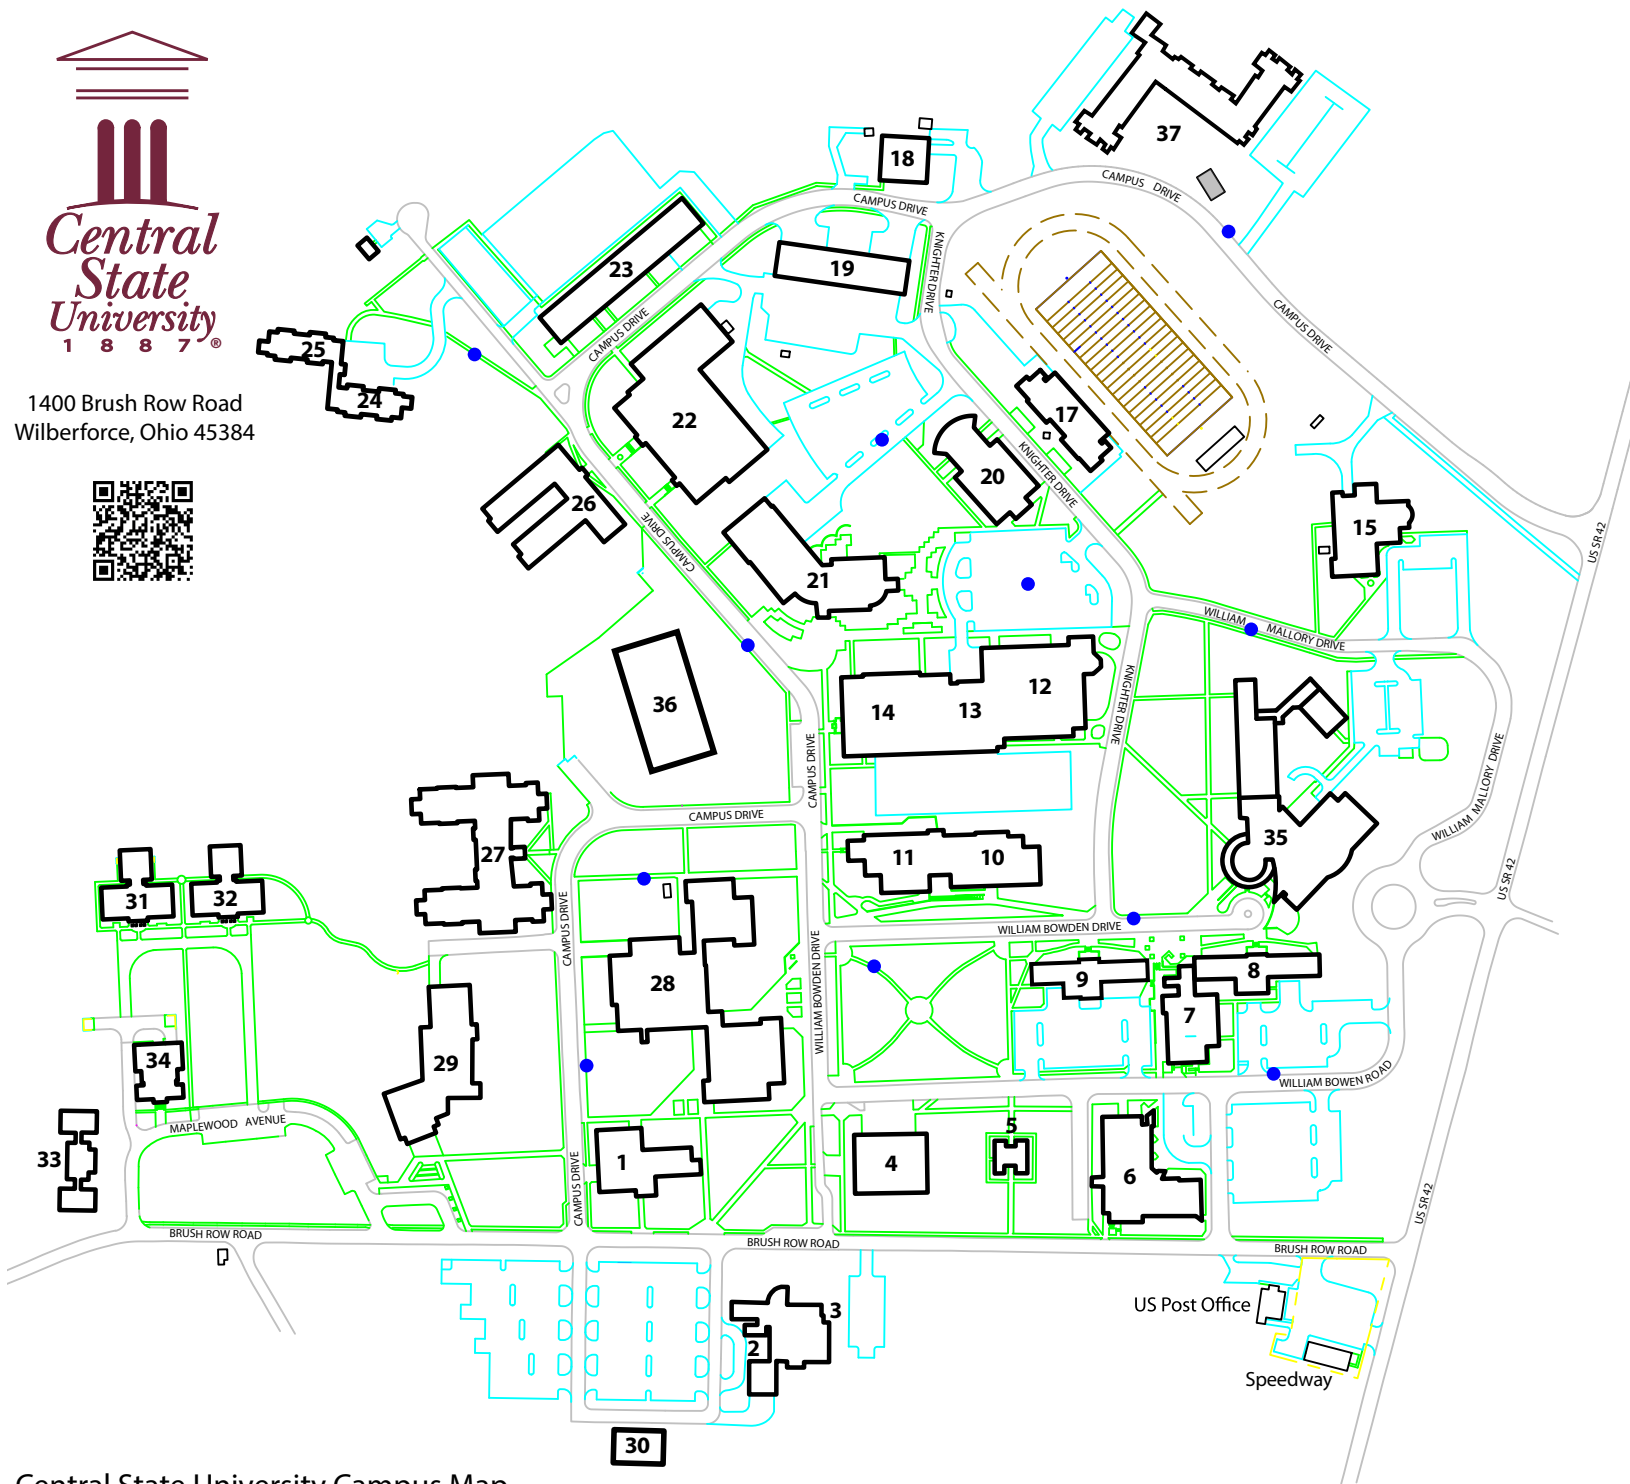 Central
State
University
1 8 8 7 ®
1400 Brush Row Road
Wilberforce, Ohio 45384
37
CAMPUS DRIVE
18
CAMPUS DRIVE
KNIGHTER DRIVE
23
19
CAMPUS DRIVE
CAMPUS DRIVE
25
24
22
17
20
KNIGHTER DRIVE
26
CAMPUS DRIVE
15
US SR 42
21
WILLIAM MALLORY DRIVE
36
14
13
12
KNIGHTER DRIVE
CAMPUS DRIVE
WILLIAM MALLORY DRIVE
CAMPUS DRIVE
35
27
11
10
US SR 42
31
32
CAMPUS DRIVE
WILLIAM BOWDEN DRIVE
WILLIAM BOWDEN DRIVE
28
9
8
7
29
34
WILLIAM BOWEN ROAD
MAPLEWOOD AVENUE
33
1
4
5
6
CAMPUS DRIVE
US SR 42
BRUSH ROW ROAD
BRUSH ROW ROAD
BRUSH ROW ROAD
US Post Office
3
2
Speedway
30
Central State University Campus Map